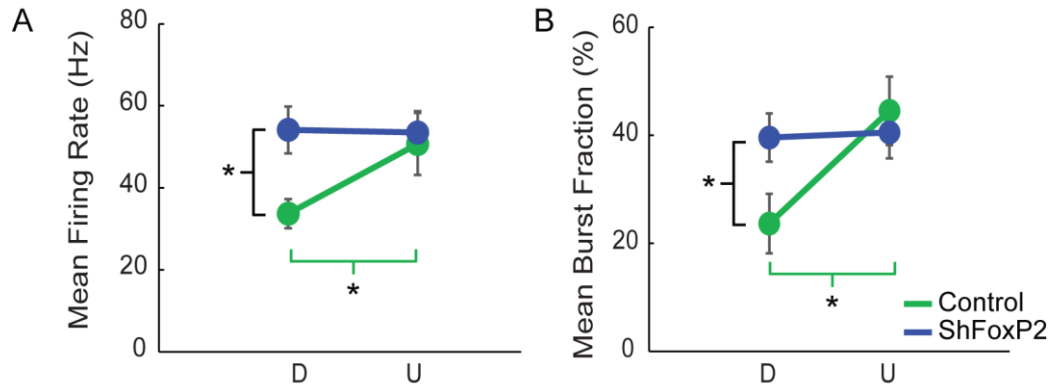 A
Mean Firing Rate (Hz)
80
60
40
20
0
*
*
D
U
B
Mean Burst Fraction (%)
60
40
20
0
*
*
D
U
Control
ShFoxP2